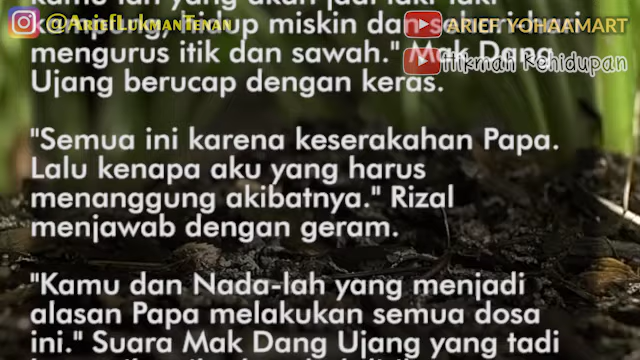 @ArieFLukmanTenan
ARIEF YOHAAMART
Hikmah Kehidupan
mengurus itik dan sawah." Mak Dang
Ujang berucap dengan keras.
"Semua ini karena keserakahan Papa.
Lalu kenapa aku yang harus
menanggung akibatnya." Rizal
menjawab dengan geram.
"Kamu dan Nada-lah yang menjadi
alasan Papa melakukan semua dosa
ini." Suara Mak Dang Ujang yang tadi